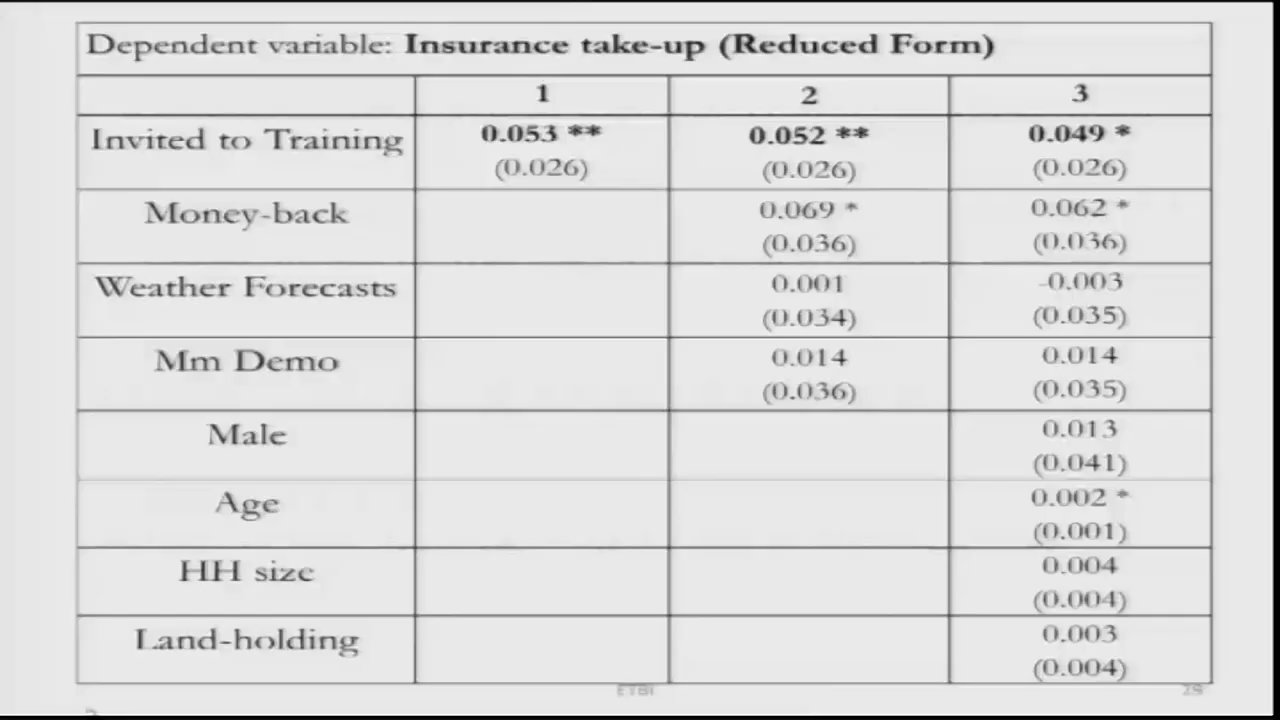 Dependent variable: Insurance take-up (Reduced Form)
1 2 3
Invited to Training 0.053 ** 0.052 ** 0.049 *
(0.026) (0.026) (0.026)
Money-back 0.069 * 0.062 *
(0.036) (0.036)
Weather Forecasts 0.001 -0.003
(0.034) (0.035)
Mm Demo 0.014 0.014
(0.036) (0.035)
Male 0.013
(0.041)
Age 0.002 *
(0.001)
HH size 0.004
(0.004)
Land-holding 0.003
(0.004)